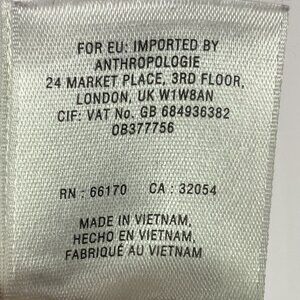 FOR EU: IMPORTED BY
ANTHROPOLOGIE
24 MARKET PLACE, 3RD FLOOR,
LONDON, UK W1W8AN
CIF: VAT No. GB 684936382
OB377756
RN : 66170 CA : 32054
MADE IN VIETNAM,
HECHO EN VIETNAM,
FABRIQUÉ AU VIETNAM